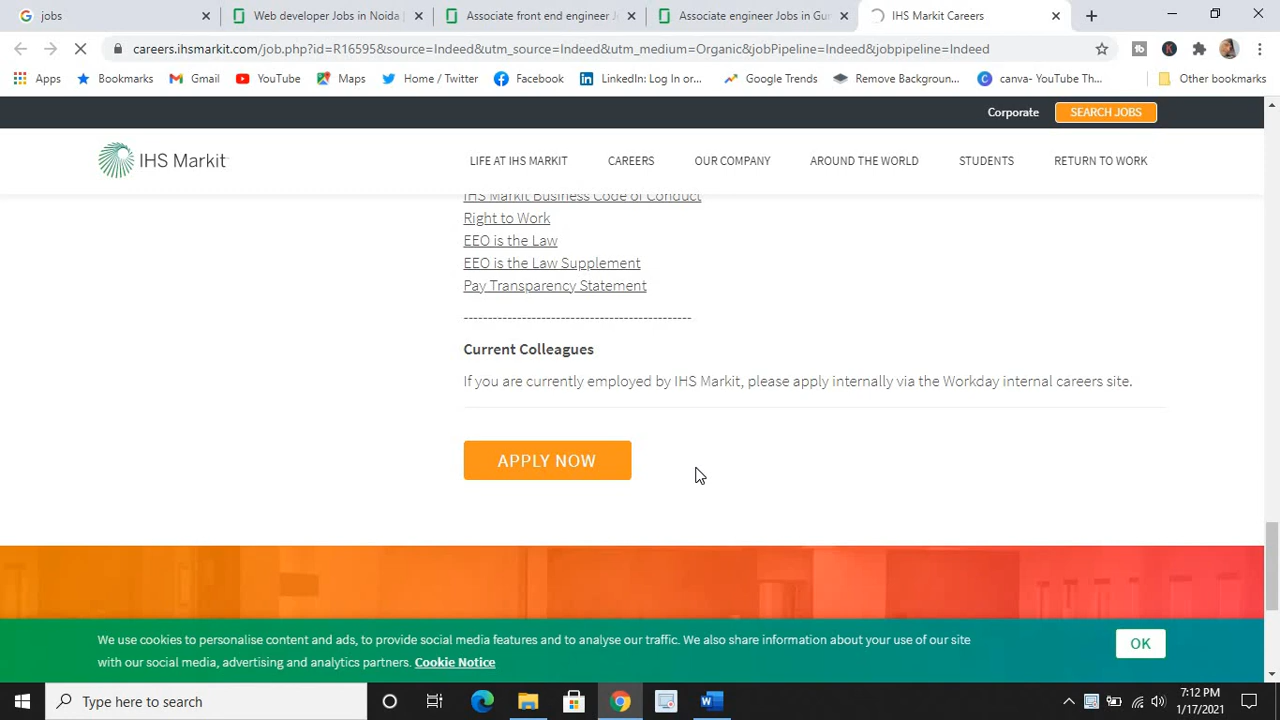 jobs
Web developer Jobs in Noida
Associate front end engineer J
Associate engineer Jobs in Gur
IHS Markit Careers
careers.ihsmarkit.com/job.php?id=R16595&source=Indeed&utm_source=Indeed&utm_medium=Organic&jobPipeline=Indeed&jobpipeline=Indeed
Apps Bookmarks Gmail YouTube Maps Home / Twitter Facebook LinkedIn: Log In or... Google Trends Remove Backgroun... canva- YouTube Th... Other bookmarks
Corporate SEARCH JOBS
IHS Markit LIFE AT IHS MARKIT CAREERS OUR COMPANY AROUND THE WORLD STUDENTS RETURN TO WORK
IHS Markit Business Code of Conduct
Right to Work
EEO is the Law
EEO is the Law Supplement
Pay Transparency Statement
-----------------------------------------------
Current Colleagues
If you are currently employed by IHS Markit, please apply internally via the Workday internal careers site.
APPLY NOW
We use cookies to personalise content and ads, to provide social media features and to analyse our traffic. We also share information about your use of our site
with our social media, advertising and analytics partners. Cookie Notice
OK
Type here to search
7:12 PM
1/17/2021